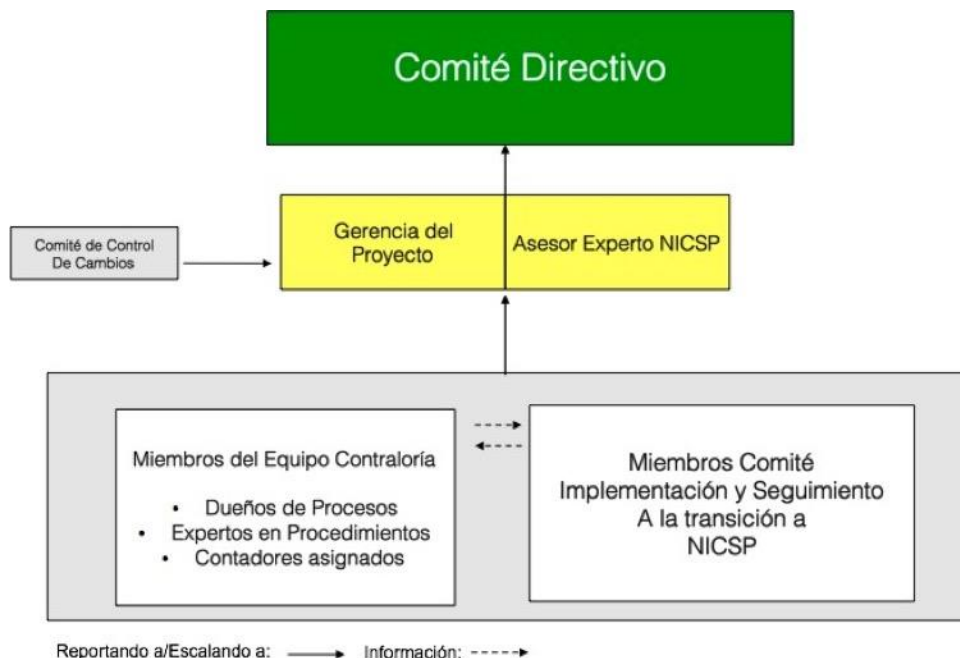 Comité Directivo
Gerencia del
Proyecto
Asesor Experto NICSP
Comité de Control
De Cambios
Miembros del Equipo Contraloría
• Dueños de Procesos
• Expertos en Procedimientos
• Contadores asignados
Miembros Comité
Implementación y Seguimiento
A la transición a
NICSP
Reportando a/Escalando a:
Información: